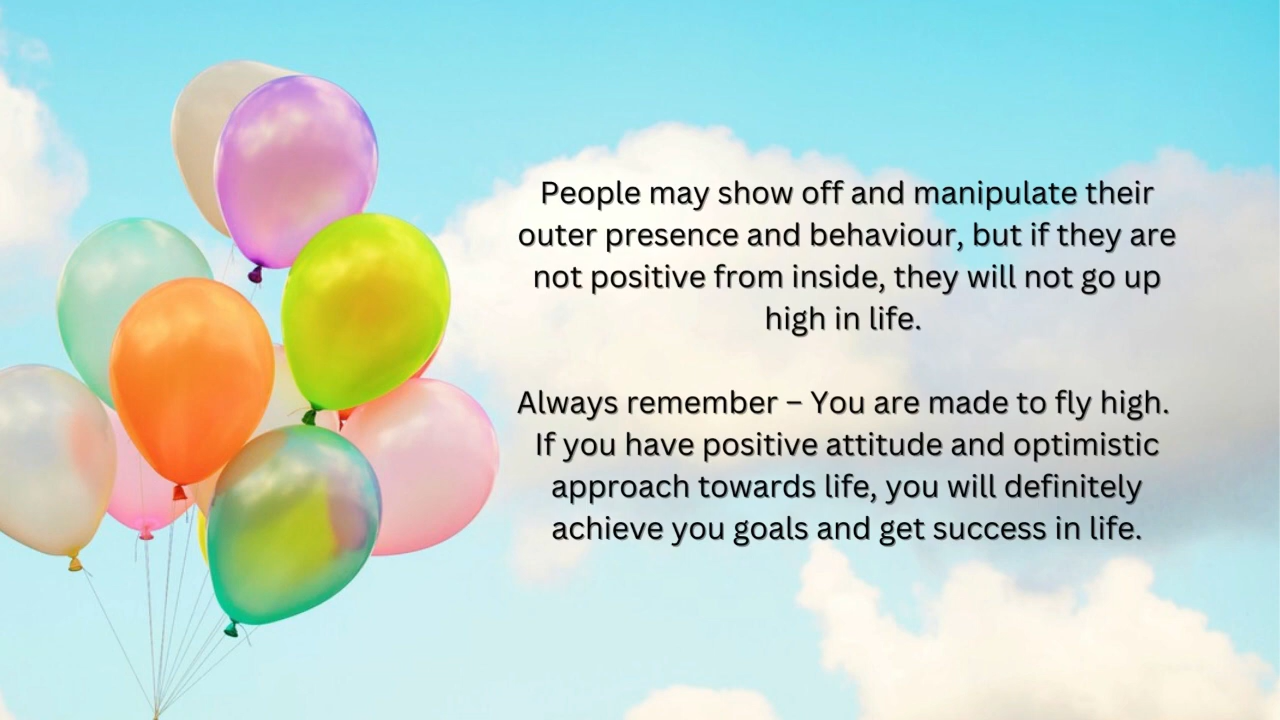 People may show off and manipulate their
outer presence and behaviour, but if they are
not positive from inside, they will not go up
high in life.
Always remember – You are made to fly high.
If you have positive attitude and optimistic
approach towards life, you will definitely
achieve you goals and get success in life.